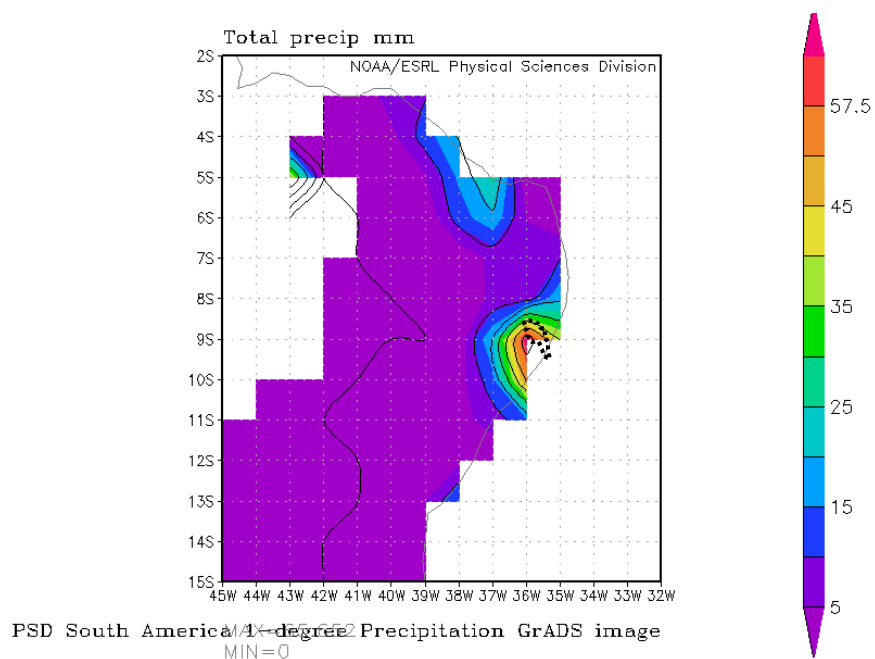 Total precip mm
NOAA/ESRL Physical Sciences Division
2S
3S
4S
5S
6S
7S
8S
9S
10S
11S
12S
13S
14S
15S
45W 44W 43W 42W 41W 40W 39W 38W 37W 36W 35W 34W 33W 32W
57.5
45
35
25
15
5
PSD South America 1-degree Precipitation GrADS image
MIN=0